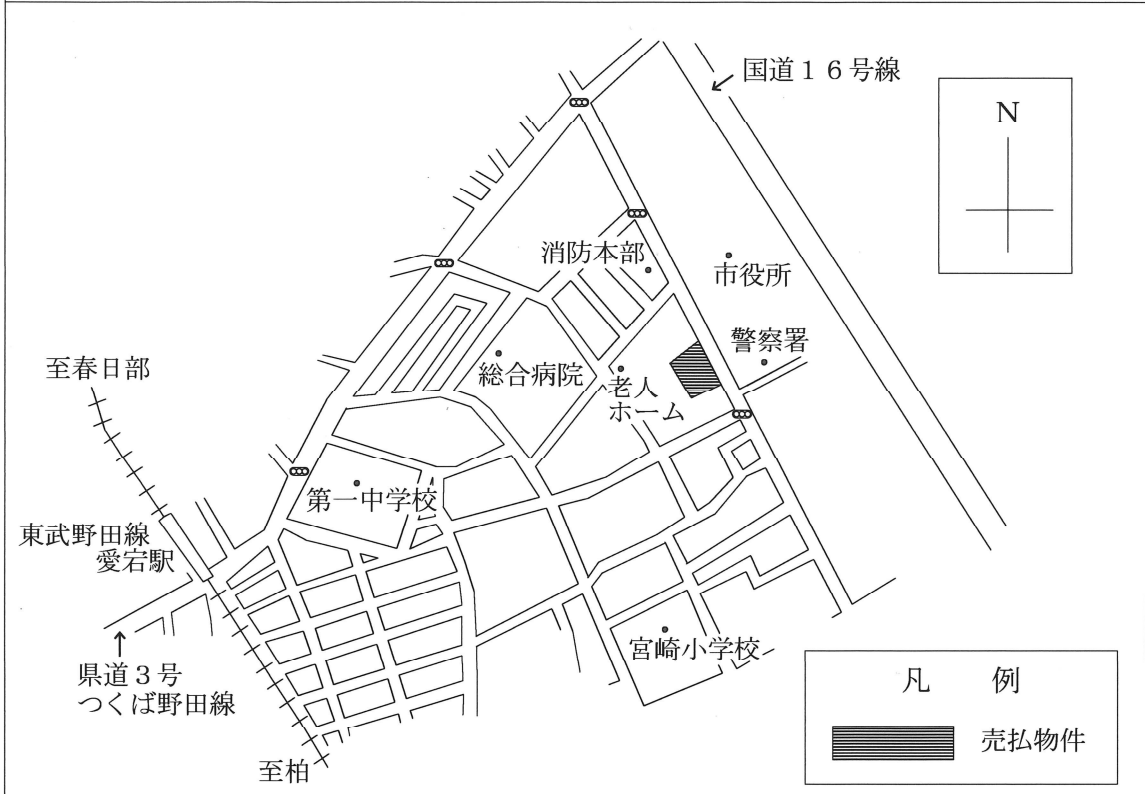 国道１６号線
N
消防本部
市役所
警察署
総合病院
老人
ホーム
至春日部
第一中学校
東武野田線
愛宕駅
県道３号
つくば野田線
宮崎小学校
至柏
凡　例
売払物件